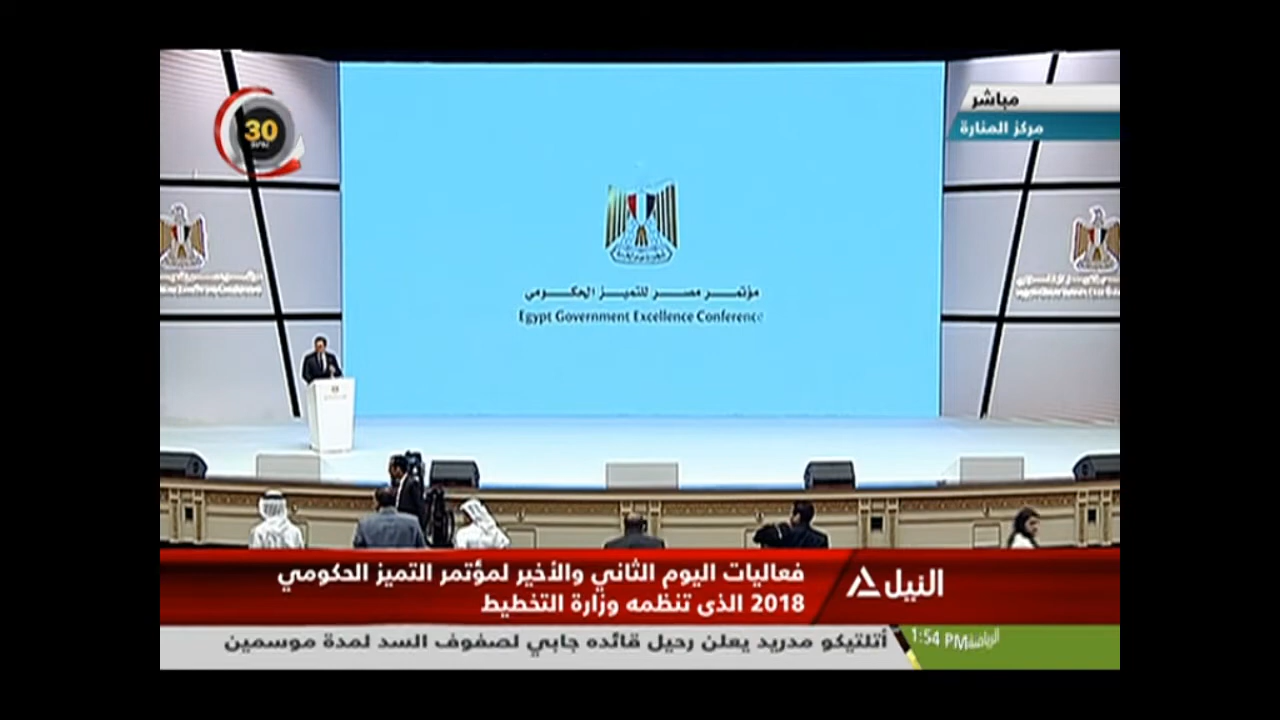 مباشر
مركز المنارة
30
يونيو
مؤتمر مصر للتميز الحكومي
Egypt Government Excellence Conference
فعاليات اليوم الثاني والأخير لمؤتمر التميز الحكومي
2018 الذى تنظمه وزارة التخطيط
النيل
أتلتيكو مدريد يعلن رحيل قائده جابي لصفوف السد لمدة موسمين
1:54 PM
الرياضة